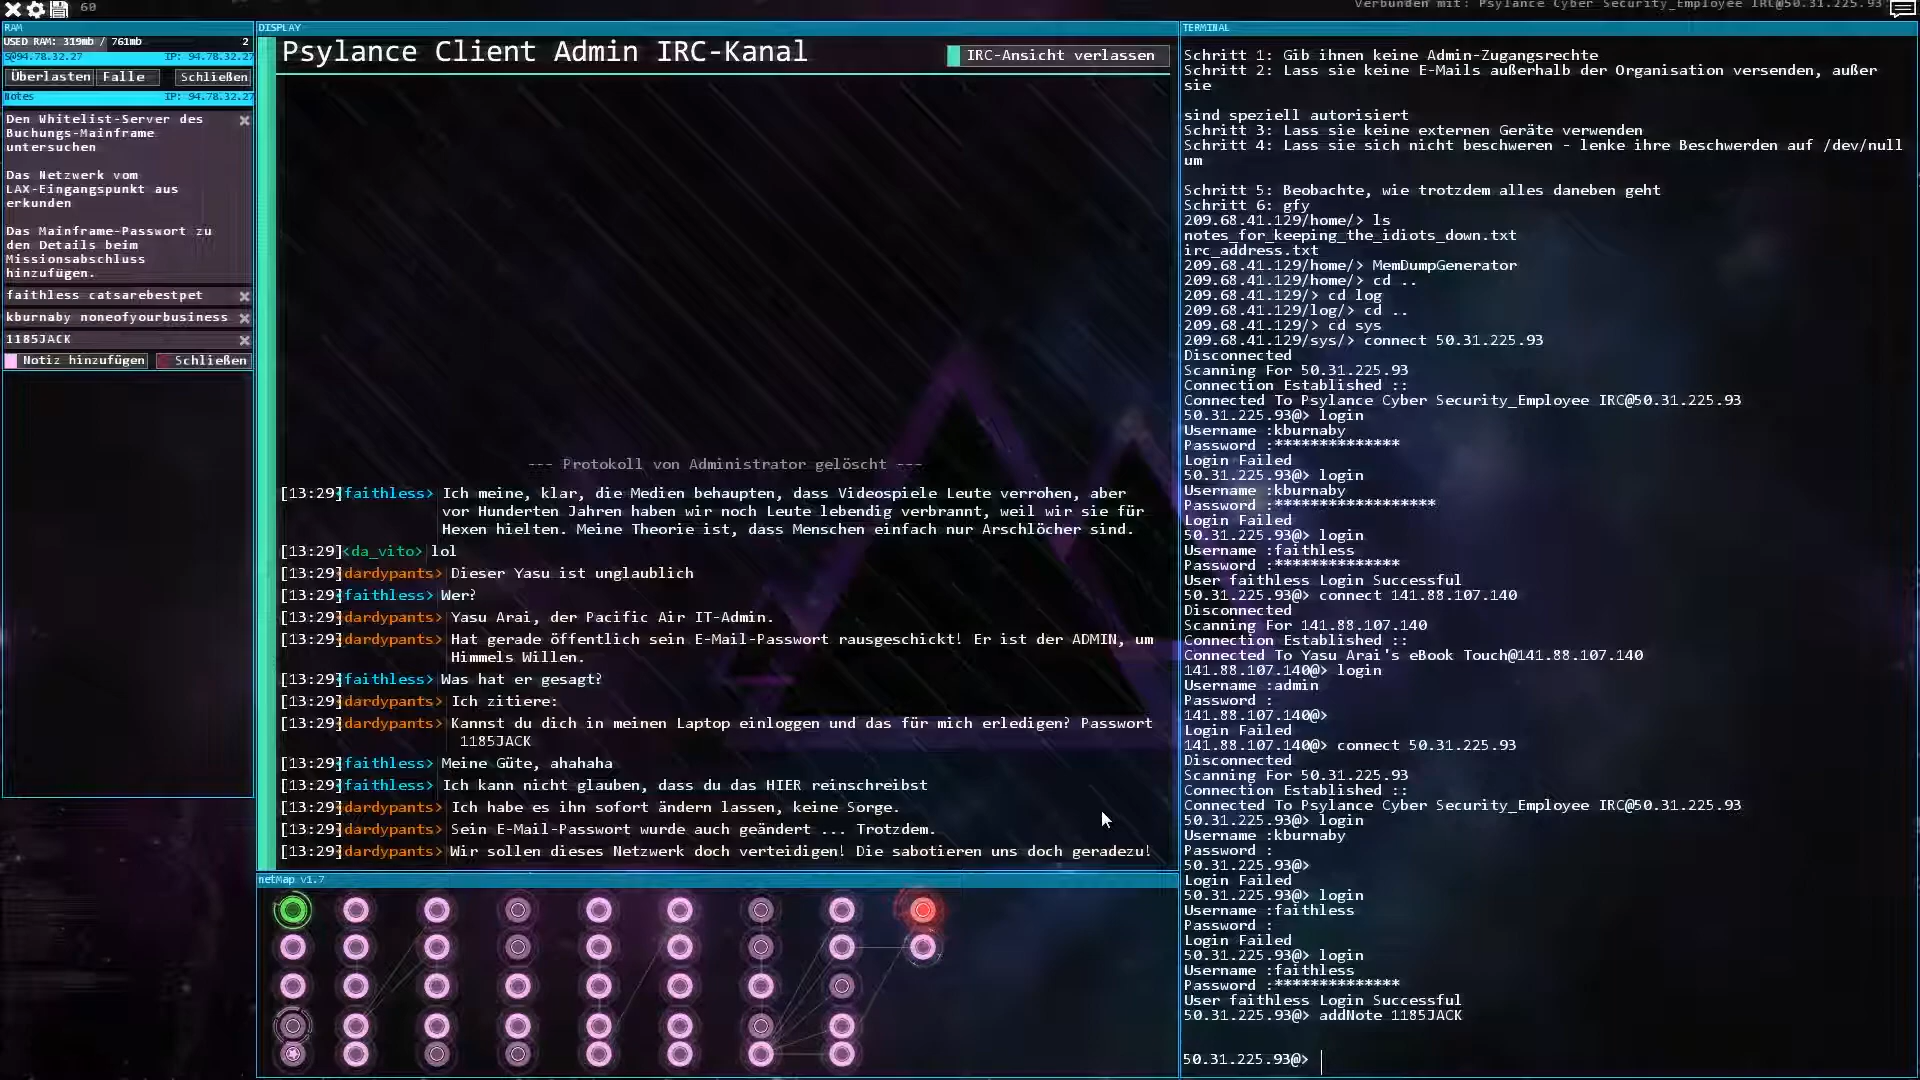 60
Verbunden mit: Psylance Cyber Security_Employee IRC@50.31.225.93
RAM
USED RAM: 319mb / 761mb 2
S@94.78.32.27 IP: 94.78.32.27
Überlasten Falle Schließen
Notes IP: 94.78.32.27
Den Whitelist-Server des
Buchungs-Mainframe
untersuchen
Das Netzwerk vom
LAX-Eingangspunkt aus
erkunden
Das Mainframe-Passwort zu
den Details beim
Missionsabschluss
hinzufügen.
faithless catsarebestpet
kburnaby noneofyourbusiness
1185JACK
Notiz hinzufügen Schließen
DISPLAY
Psylance Client Admin IRC-Kanal
IRC-Ansicht verlassen
--- Protokoll von Administrator gelöscht ---
[13:29]<faithless> Ich meine, klar, die Medien behaupten, dass Videospiele Leute verrohen, aber
vor Hunderten Jahren haben wir noch Leute lebendig verbrannt, weil wir sie für
Hexen hielten. Meine Theorie ist, dass Menschen einfach nur Arschlöcher sind.
[13:29]<da_vito> lol
[13:29]<dardypants> Dieser Yasu ist unglaublich
[13:29]<faithless> Wer?
[13:29]<dardypants> Yasu Arai, der Pacific Air IT-Admin.
[13:29]<dardypants> Hat gerade öffentlich sein E-Mail-Passwort rausgeschickt! Er ist der ADMIN, um
Himmels Willen.
[13:29]<faithless> Was hat er gesagt?
[13:29]<dardypants> Ich zitiere:
[13:29]<dardypants> Kannst du dich in meinen Laptop einloggen und das für mich erledigen? Passwort
1185JACK
[13:29]<faithless> Meine Güte, ahahaha
[13:29]<faithless> Ich kann nicht glauben, dass du das HIER reinschreibst
[13:29]<dardypants> Ich habe es ihn sofort ändern lassen, keine Sorge.
[13:29]<dardypants> Sein E-Mail-Passwort wurde auch geändert ... Trotzdem.
[13:29]<dardypants> Wir sollen dieses Netzwerk doch verteidigen! Die sabotieren uns doch geradezu!
netMap v1.7
TERMINAL
Schritt 1: Gib ihnen keine Admin-Zugangsrechte
Schritt 2: Lass sie keine E-Mails außerhalb der Organisation versenden, außer
sie
sind speziell autorisiert
Schritt 3: Lass sie keine externen Geräte verwenden
Schritt 4: Lass sie sich nicht beschweren - lenke ihre Beschwerden auf /dev/null
um
Schritt 5: Beobachte, wie trotzdem alles daneben geht
Schritt 6: gfy
209.68.41.129/home/> ls
notes_for_keeping_the_idiots_down.txt
irc_address.txt
209.68.41.129/home/> MemDumpGenerator
209.68.41.129/home/> cd ..
209.68.41.129/> cd log
209.68.41.129/log/> cd ..
209.68.41.129/> cd sys
209.68.41.129/sys/> connect 50.31.225.93
Disconnected
Scanning For 50.31.225.93
Connection Established ::
Connected To Psylance Cyber Security_Employee IRC@50.31.225.93
50.31.225.93@> login
Username :kburnaby
Password :**************
Login Failed
50.31.225.93@> login
Username :kburnaby
Password :******************
Login Failed
50.31.225.93@> login
Username :faithless
Password :**************
User faithless Login Successful
50.31.225.93@> connect 141.88.107.140
Disconnected
Scanning For 141.88.107.140
Connection Established ::
Connected To Yasu Arai's eBook Touch@141.88.107.140
141.88.107.140@> login
Username :admin
Password :
141.88.107.140@>
Login Failed
141.88.107.140@> connect 50.31.225.93
Disconnected
Scanning For 50.31.225.93
Connection Established ::
Connected To Psylance Cyber Security_Employee IRC@50.31.225.93
50.31.225.93@> login
Username :kburnaby
Password :
50.31.225.93@>
Login Failed
50.31.225.93@> login
Username :faithless
Password :
Login Failed
50.31.225.93@> login
Username :faithless
Password :**************
User faithless Login Successful
50.31.225.93@> addNote 1185JACK
50.31.225.93@>